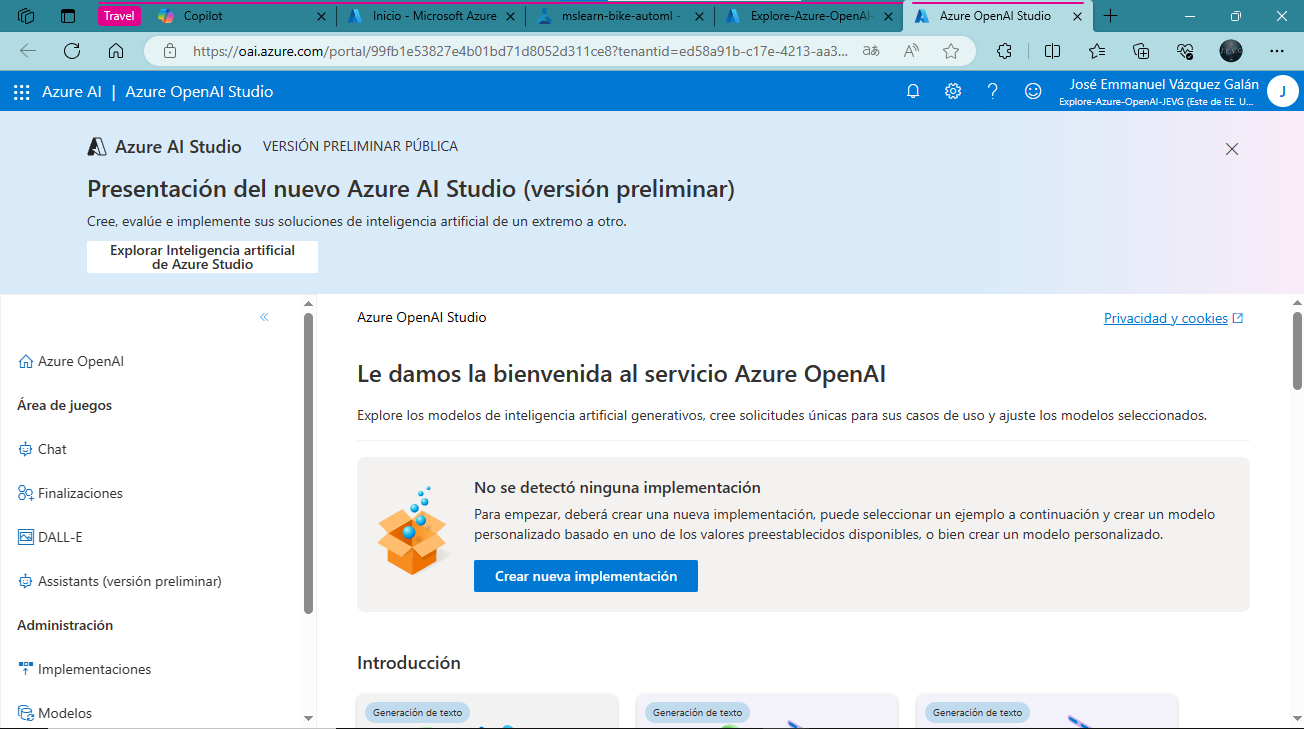 Travel
Copilot
Inicio - Microsoft Azure
mslearn-bike-automl -
Explore-Azure-OpenAI-
Azure OpenAI Studio
https://oai.azure.com/portal/99fb1e53827e4b01bd71d8052d311ce8?tenantid=ed58a91b-c17e-4213-aa3...
Azure AI | Azure OpenAI Studio
José Emmanuel Vázquez Galán
Explore-Azure-OpenAI-JEVG (Este de EE. U...
J
Azure AI Studio VERSIÓN PRELIMINAR PÚBLICA
Presentación del nuevo Azure AI Studio (versión preliminar)
Cree, evalúe e implemente sus soluciones de inteligencia artificial de un extremo a otro.
Explorar Inteligencia artificial
de Azure Studio
Azure OpenAI
Área de juegos
Chat
Finalizaciones
DALL-E
Assistants (versión preliminar)
Administración
Implementaciones
Modelos
Azure OpenAI Studio
Privacidad y cookies
Le damos la bienvenida al servicio Azure OpenAI
Explore los modelos de inteligencia artificial generativos, cree solicitudes únicas para sus casos de uso y ajuste los modelos seleccionados.
No se detectó ninguna implementación
Para empezar, deberá crear una nueva implementación, puede seleccionar un ejemplo a continuación y crear un modelo
personalizado basado en uno de los valores preestablecidos disponibles, o bien crear un modelo personalizado.
Crear nueva implementación
Introducción
Generación de texto
Generación de texto
Generación de texto